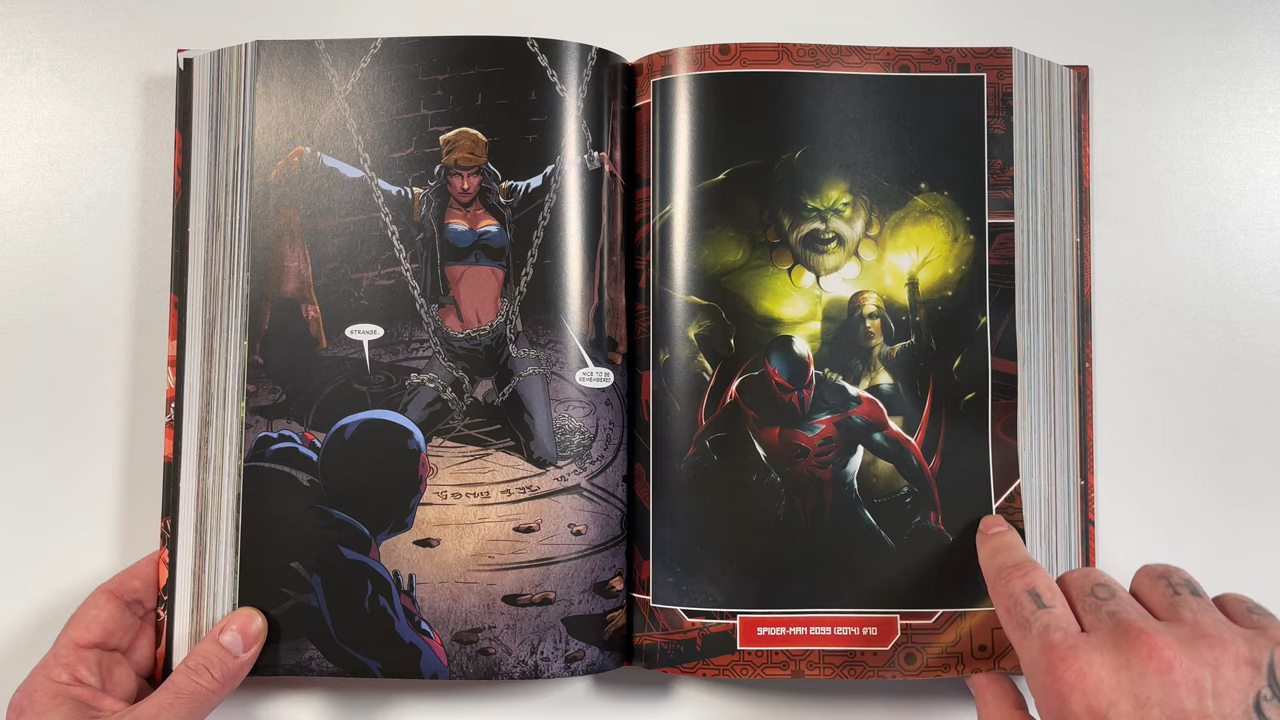 STRANGE.
NICE TO BE
REMEMBERED.
SPIDER-MAN 2099 (2014) #10